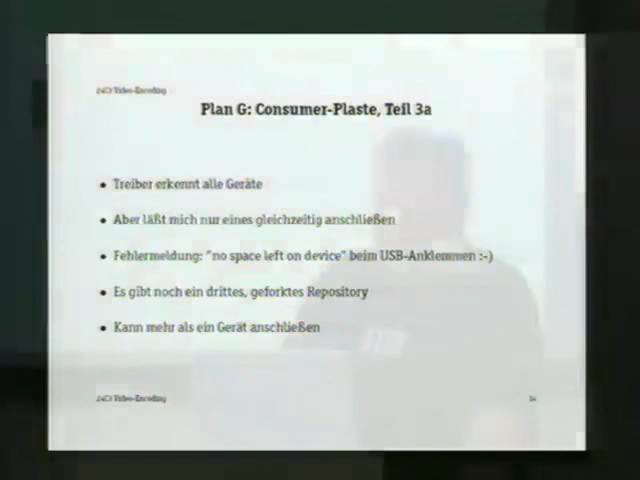 24C3 Video-Encoding
Plan G: Consumer-Plaste, Teil 3a
• Treiber erkennt alle Geräte
• Aber läßt mich nur eines gleichzeitig anschließen
• Fehlermeldung: "no space left on device" beim USB-Anklemmen :-)
• Es gibt noch ein drittes, geforktes Repository
• Kann mehr als ein Gerät anschließen
24C3 Video-Encoding